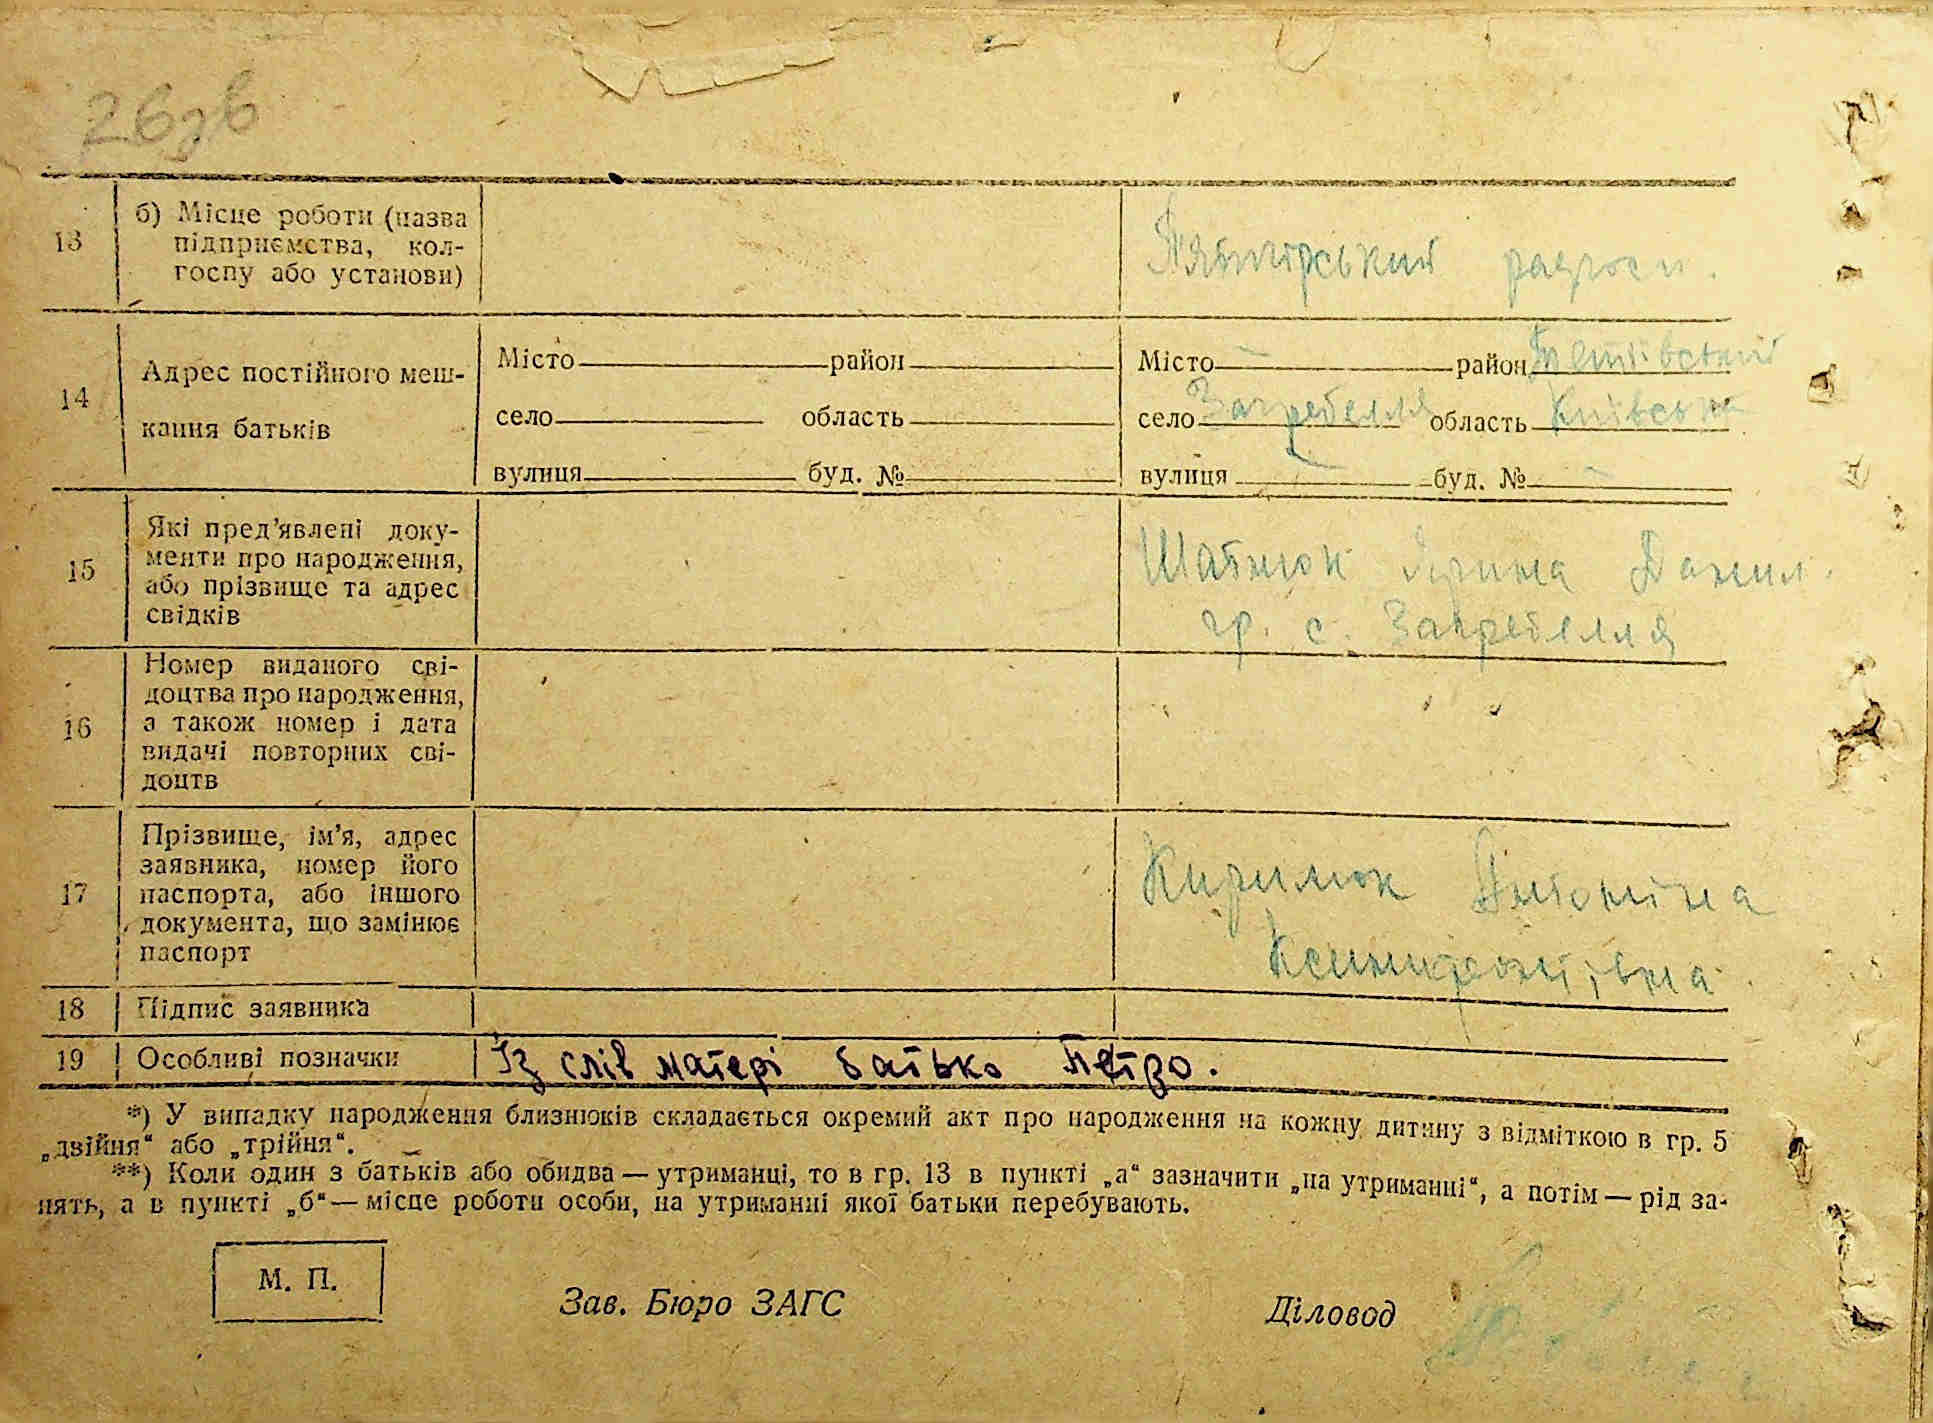 26зв
13 б) Місце роботи (назва
підприємства, кол-
госпу або установи)
Пятигірський радгосп.
14 Адрес постійного меш-
кання батьків
Місто район Місто — район Тетіївський
село область село Загребелля область Київська
вулиця буд. № вулиця — буд. № —
15 Які пред’явлені доку-
менти про народження,
або прізвище та адрес
свідків
Ярина Данил.
гр. с. Загребелля
16 Номер виданого сві-
доцтва про народження,
а також номер і дата
видачі повторних сві-
доцтв
17 Прізвище, ім’я, адрес
заявника, номер його
паспорта, або іншого
документа, що замінює
паспорт
Кирилюк Антоніна
18 Підпис заявника
19 Особливі позначки Із слів матері батько Петро.
*) У випадку народження близнюків складається окремий акт про народження на кожну дитину з відміткою в гр. 5
„двійня“ або „трійня“.
**) Коли один з батьків або обидва — утриманці, то в гр. 13 в пункті „а“ зазначити „на утриманні“, а потім — рід за-
нять, а в пункті „б“ — місце роботи особи, на утриманні якої батьки перебувають.
М. П.
Зав. Бюро ЗАГС Діловод